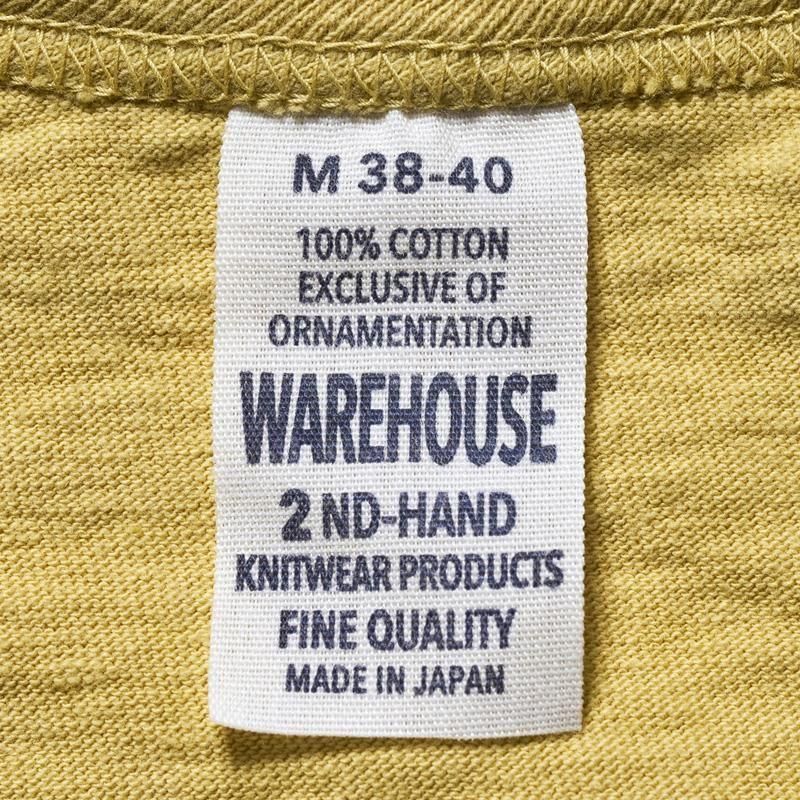 M 38-40
100% COTTON
EXCLUSIVE OF
ORNAMENTATION
WAREHOUSE
2 ND-HAND
KNITWEAR PRODUCTS
FINE QUALITY
MADE IN JAPAN